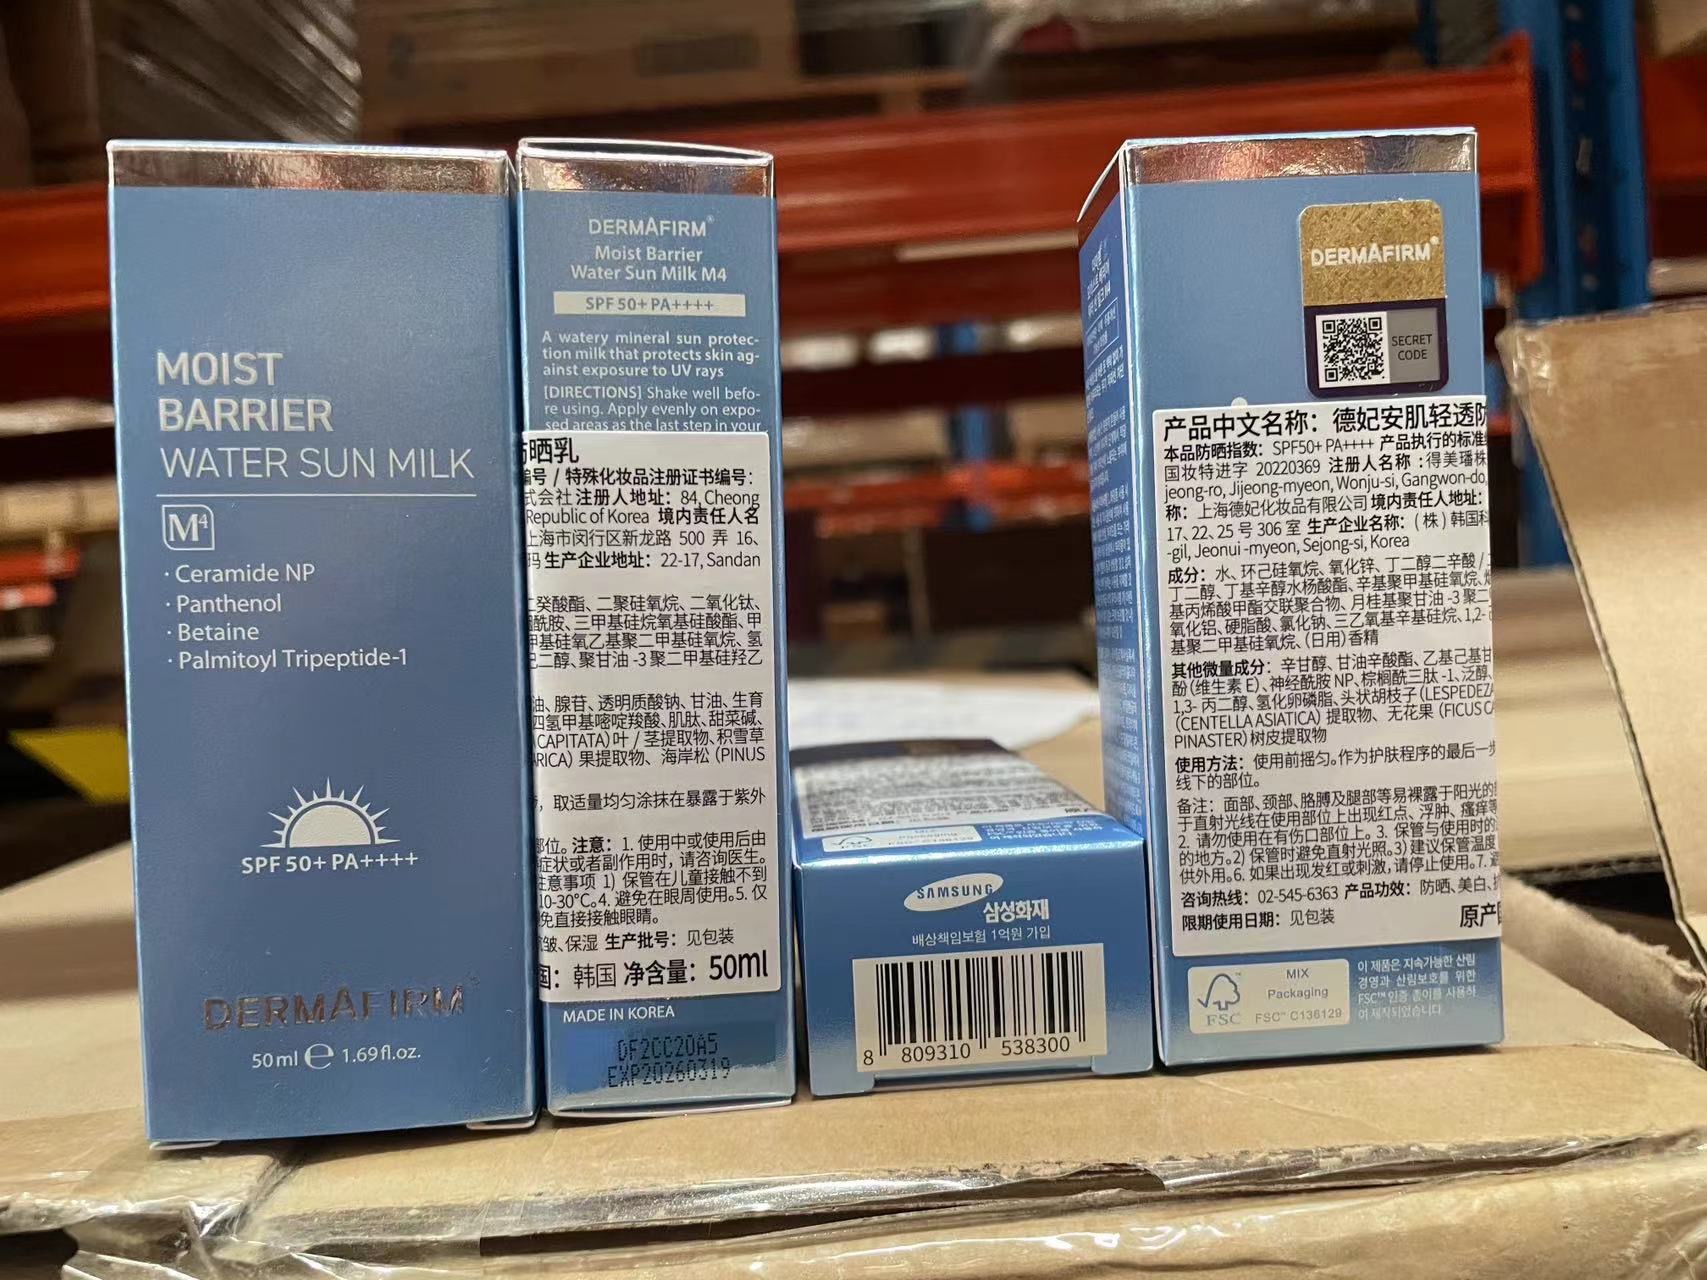 MOIST
BARRIER
WATER SUN MILK
M4
· Ceramide NP
· Panthenol
· Betaine
· Palmitoyl Tripeptide-1
SPF 50+ PA++++
DERMAFIRM
50 ml ℮ 1.69 fl.oz.
DERMAFIRM®
Moist Barrier
Water Sun Milk M4
SPF 50+ PA++++
A watery mineral sun protec-
tion milk that protects skin ag-
ainst exposure to UV rays
[DIRECTIONS] Shake well befo-
re using. Apply evenly on expo-
sed areas as the last step in your
晒乳
编号 / 特殊化妆品注册证书编号：
式会社 注册人地址：84, Cheong
Republic of Korea 境内责任人名
上海市闵行区新龙路 500 弄 16、
生产企业地址：22-17, Sandan
癸酸酯、二聚硅氧烷、二氧化钛、
酰胺、三甲基硅烷氧基硅酸酯、甲
甲基硅氧乙基聚二甲基硅氧烷、氢
二醇、聚甘油 -3 聚二甲基硅羟乙
油、腺苷、透明质酸钠、甘油、生育
四氢甲基嘧啶羧酸、肌肽、甜菜碱、
CAPITATA) 叶 / 茎提取物、积雪草
ARICA) 果提取物、海岸松 (PINUS
，取适量均匀涂抹在暴露于紫外
部位。注意：1. 使用中或使用后由
症状或者副作用时，请咨询医生。
注意事项 1) 保管在儿童接触不到
10-30°C。4. 避免在眼周使用。5. 仅
免直接接触眼睛。
皱、保湿 生产批号：见包装
国：韩国 净含量：50ml
MADE IN KOREA
DF2CC20A5
EXP20260319
SAMSUNG
삼성화재
배상책임보험 1억원 가입
8 809310 538300
DERMAFIRM®
SECRET
CODE
产品中文名称：德妃安肌轻透防
本品防晒指数：SPF50+ PA++++ 产品执行的标准
国妆特进字 20220369 注册人名称：得美璠株
jeong-ro, Jijeong-myeon, Wonju-si, Gangwon-do,
称：上海德妃化妆品有限公司 境内责任人地址：
17、22、25 号 306 室 生产企业名称：(株) 韩国科
-gil, Jeonui -myeon, Sejong-si, Korea
成分：水、环己硅氧烷、氧化锌、丁二醇二辛酸 /
丁二醇、丁基辛醇水杨酸酯、辛基聚甲基硅氧烷、
基丙烯酸甲酯交联聚合物、月桂基聚甘油 -3 聚二
氧化铝、硬脂酸、氯化钠、三乙氧基辛基硅烷、1,2-
基聚二甲基硅氧烷、(日用) 香精
其他微量成分：辛甘醇、甘油辛酸酯、乙基己基甘
酚 (维生素 E)、神经酰胺 NP、棕榈酰三肽 -1、泛醇、
1,3- 丙二醇、氢化卵磷脂、头状胡枝子 (LESPEDEZA
(CENTELLA ASIATICA) 提取物、无花果 (FICUS CA
PINASTER) 树皮提取物
使用方法：使用前摇匀。作为护肤程序的最后一步
线下的部位。
备注：面部、颈部、胳膊及腿部等易裸露于阳光的
于直射光线在使用部位上出现红点、浮肿、瘙痒等
2. 请勿使用在有伤口部位上。3. 保管与使用时的
的地方。2) 保管时避免直射光照。3) 建议保管温度
供外用。6. 如果出现发红或刺激，请停止使用。7.
咨询热线：02-545-6363 产品功效：防晒、美白、
限期使用日期：见包装 原产
FSC
MIX
Packaging
FSC™ C136129
이 제품은 지속가능한 산림
경영과 산림보호를 위한
FSC™ 인증 종이를 사용하
여 제작되었습니다.